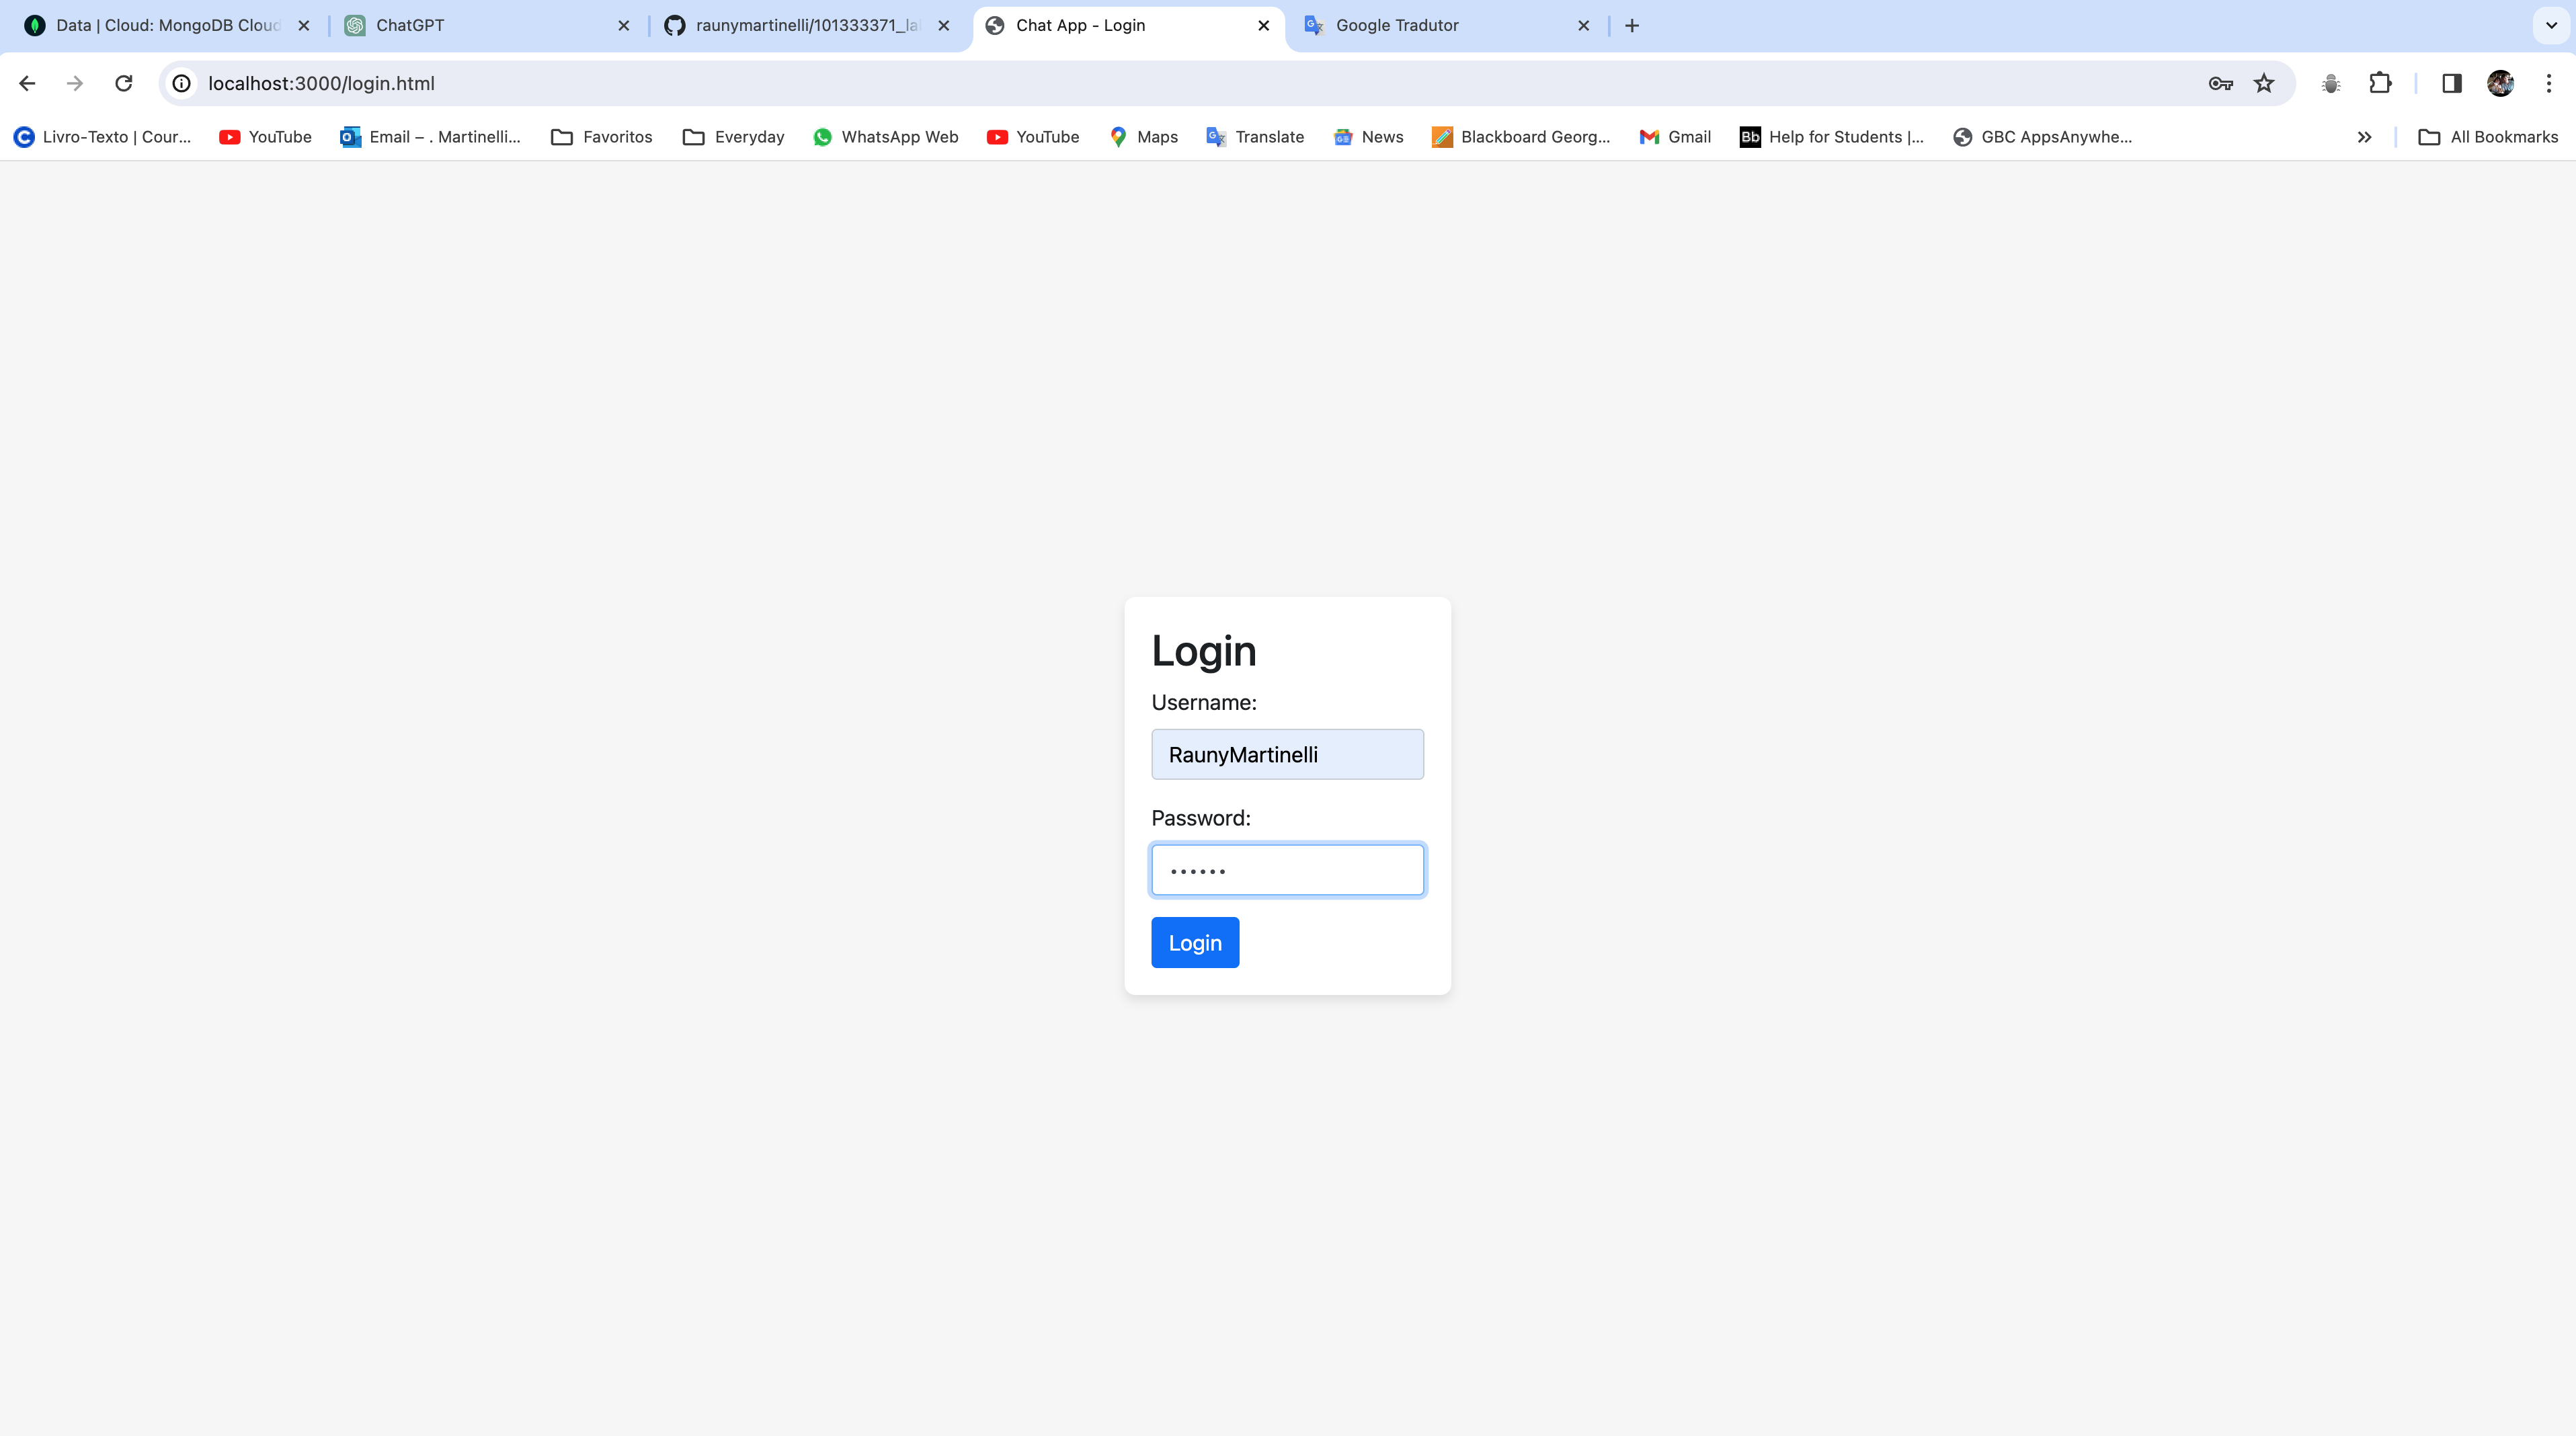 Data | Cloud: MongoDB Cloud
ChatGPT
raunymartinelli/101333371_la
Chat App - Login
Google Tradutor
localhost:3000/login.html
Livro-Texto | Cour...
YouTube
Email – . Martinelli...
Favoritos
Everyday
WhatsApp Web
YouTube
Maps
Translate
News
Blackboard Georg...
Gmail
Bb
Help for Students |...
GBC AppsAnywhe...
All Bookmarks
Login
Username:
RaunyMartinelli
Password:
••••••
Login